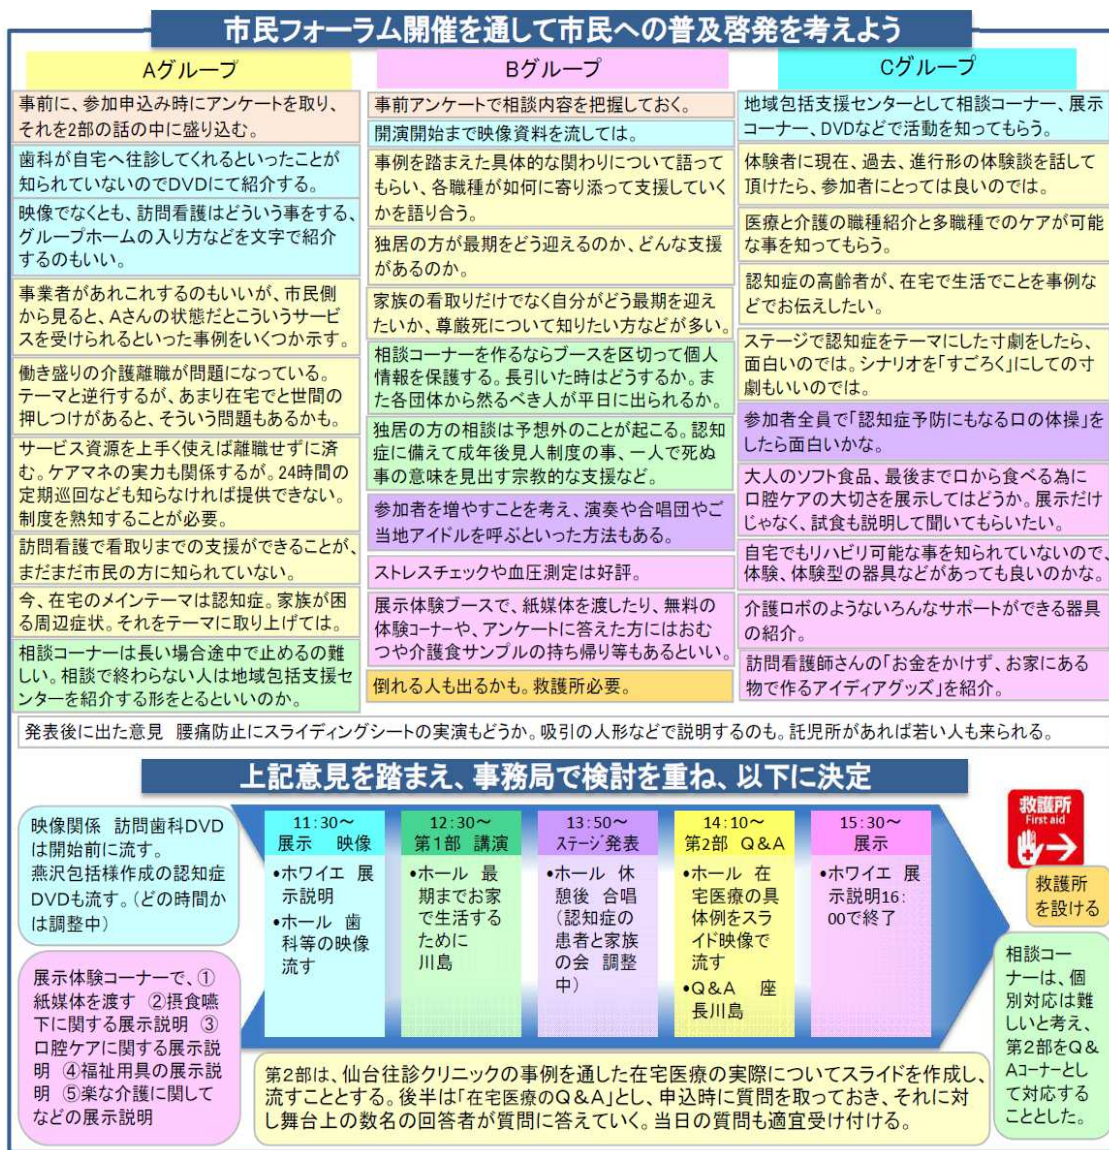 市民フォーラム開催を通して市民への普及啓発を考えよう
Aグループ
事前に、参加申込み時にアンケートを取り、
それを2部の話の中に盛り込む。
歯科が自宅へ往診してくれるといったことが
知られていないのでDVDにて紹介する。
映像でなくとも、訪問看護はどういう事をする、
グループホームの入り方などを文字で紹介
するのもいい。
事業者があれこれするのもいいが、市民側
から見ると、Aさんの状態だとこういうサービ
スを受けられるといった事例をいくつか示す。
働き盛りの介護離職が問題になっている。
テーマと逆行するが、あまり在宅でと世間の
押しつけがあると、そういう問題もあるかも。
サービス資源を上手く使えば離職せずに済
む。ケアマネの実力も関係するが。24時間の
定期巡回なども知らなければ提供できない。
制度を熟知することが必要。
訪問看護で看取りまでの支援ができることが、
まだまだ市民の方に知られていない。
今、在宅のメインテーマは認知症。家族が困
る周辺症状。それをテーマに取り上げては。
相談コーナーは長い場合途中で止めるの難
しい。相談で終わらない人は地域包括支援セ
ンターを紹介する形をとるといいのか。
Bグループ
事前アンケートで相談内容を把握しておく。
開演開始まで映像資料を流しては。
事例を踏まえた具体的な関わりについて語って
もらい、各職種が如何に寄り添って支援していく
かを語り合う。
独居の方が最期をどう迎えるのか、どんな支援
があるのか。
家族の看取りだけでなく自分がどう最期を迎え
たいか、尊厳死について知りたい方などが多い。
相談コーナーを作るならブースを区切って個人
情報を保護する。長引いた時はどうするか。ま
た各団体から然るべき人が平日に出られるか。
独居の方の相談は予想外のことが起こる。認知
症に備えて成年後見人制度の事、一人で死ぬ
事の意味を見出す宗教的な支援など。
参加者を増やすことを考え、演奏や合唱団やご
当地アイドルを呼ぶといった方法もある。
ストレスチェックや血圧測定は好評。
展示体験ブースで、紙媒体を渡したり、無料の
体験コーナーや、アンケートに答えた方にはおむ
つや介護食サンプルの持ち帰り等もあるといい。
倒れる人も出るかも。救護所必要。
Cグループ
地域包括支援センターとして相談コーナー、展示
コーナー、DVDなどで活動を知ってもらう。
体験者に現在、過去、進行形の体験談を話して
頂けたら、参加者にとっては良いのでは。
医療と介護の職種紹介と多職種でのケアが可能
な事を知ってもらう。
認知症の高齢者が、在宅で生活でことを事例な
どでお伝えしたい。
ステージで認知症をテーマにした寸劇をしたら、
面白いのでは。シナリオを「すごろく」にしての寸
劇もいいのでは。
参加者全員で「認知症予防にもなる口の体操」を
したら面白いかな。
大人のソフト食品、最後まで口から食べる為に
口腔ケアの大切さを展示してはどうか。展示だけ
じゃなく、試食も説明して聞いてもらいたい。
自宅でもリハビリ可能な事を知られていないので、
体験、体験型の器具などがあっても良いのかな。
介護ロボのようないろんなサポートができる器具
の紹介。
訪問看護師さんの「お金をかけず、お家にある
物で作るアイディアグッズ」を紹介。
発表後に出た意見 腰痛防止にスライディングシートの実演もどうか。吸引の人形などで説明するのも。託児所があれば若い人も来られる。
上記意見を踏まえ、事務局で検討を重ね、以下に決定
映像関係 訪問歯科DVD
は開始前に流す。
燕沢包括様作成の認知症
DVDも流す。(どの時間か
は調整中)
展示体験コーナーで、①
紙媒体を渡す ②摂食嚥
下に関する展示説明 ③
口腔ケアに関する展示説
明 ④福祉用具の展示説
明 ⑤楽な介護に関して
などの展示説明
11:30~
展示 映像
•ホワイエ 展
示説明
•ホール 歯
科等の映像
流す
12:30~
第1部 講演
•ホール 最
期までお家
で生活する
ために
川島
13:50~
ステージ発表
•ホール 休
憩後 合唱
(認知症の
患者と家族
の会 調整
中)
14:10~
第2部 Q&A
•ホール 在
宅医療の具
体例をスラ
イド映像で
流す
•Q&A 座
長川島
15:30~
展示
•ホワイエ 展
示説明16:
00で終了
第2部は、仙台往診クリニックの事例を通した在宅医療の実際についてスライドを作成し、
流すこととする。後半は「在宅医療のQ&A」とし、申込時に質問を取っておき、それに対
し舞台上の数名の回答者が質問に答えていく。当日の質問も適宜受け付ける。
救護所
First aid
救護所
を設ける
相談コー
ナーは、個
別対応は難
しいと考え、
第2部をQ&
Aコーナーとし
て対応する
こととした。